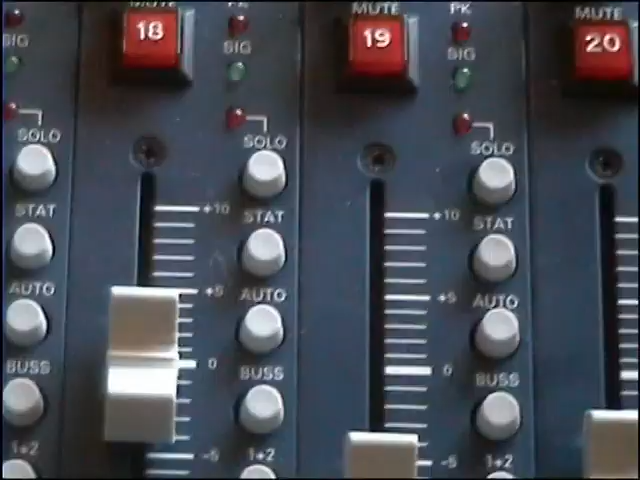 MUTE
18
PK
SIG
SOLO
+10
STAT
+5
AUTO
0
BUSS
-5
1+2
MUTE
19
PK
SIG
SOLO
+10
STAT
+5
AUTO
0
BUSS
-5
1+2
MUTE
20
SIG
SOLO
STAT
AUTO
BUSS
1+2